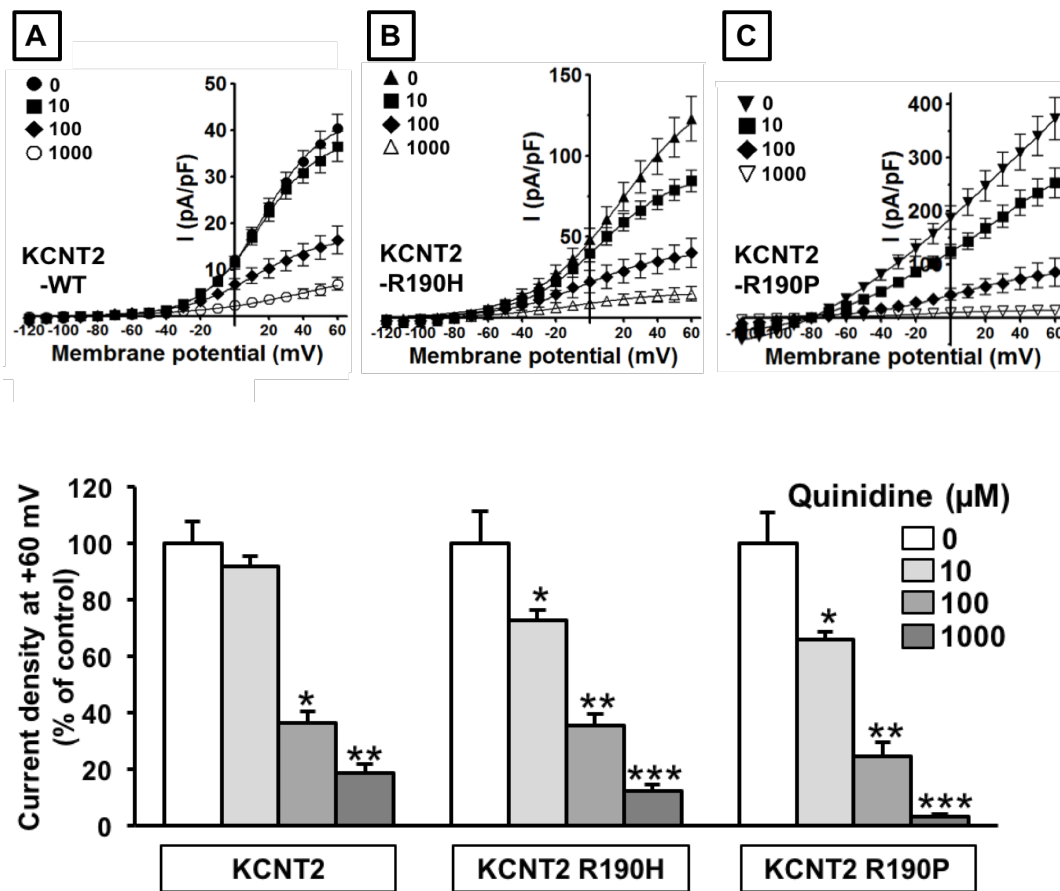 A
0
10
100
1000
50
40
30
20
10
I (pA/pF)
KCNT2
-WT
-120 -100 -80 -60 -40 -20 20 40 60
Membrane potential (mV)
B
0
10
100
1000
150
100
50
I (pA/pF)
KCNT2
-R190H
-120 -100 -80 -60 -40 -20 20 40 60
Membrane potential (mV)
C
0
10
100
1000
400
300
200
100
I (pA/pF)
KCNT2
-R190P
-100 -80 -60 -40 -20 20 40 60
Membrane potential (mV)
Current density at +60 mV
(% of control)
120
100
80
60
40
20
0
*
**
*
**
***
*
**
***
Quinidine (µM)
0
10
100
1000
KCNT2
KCNT2 R190H
KCNT2 R190P